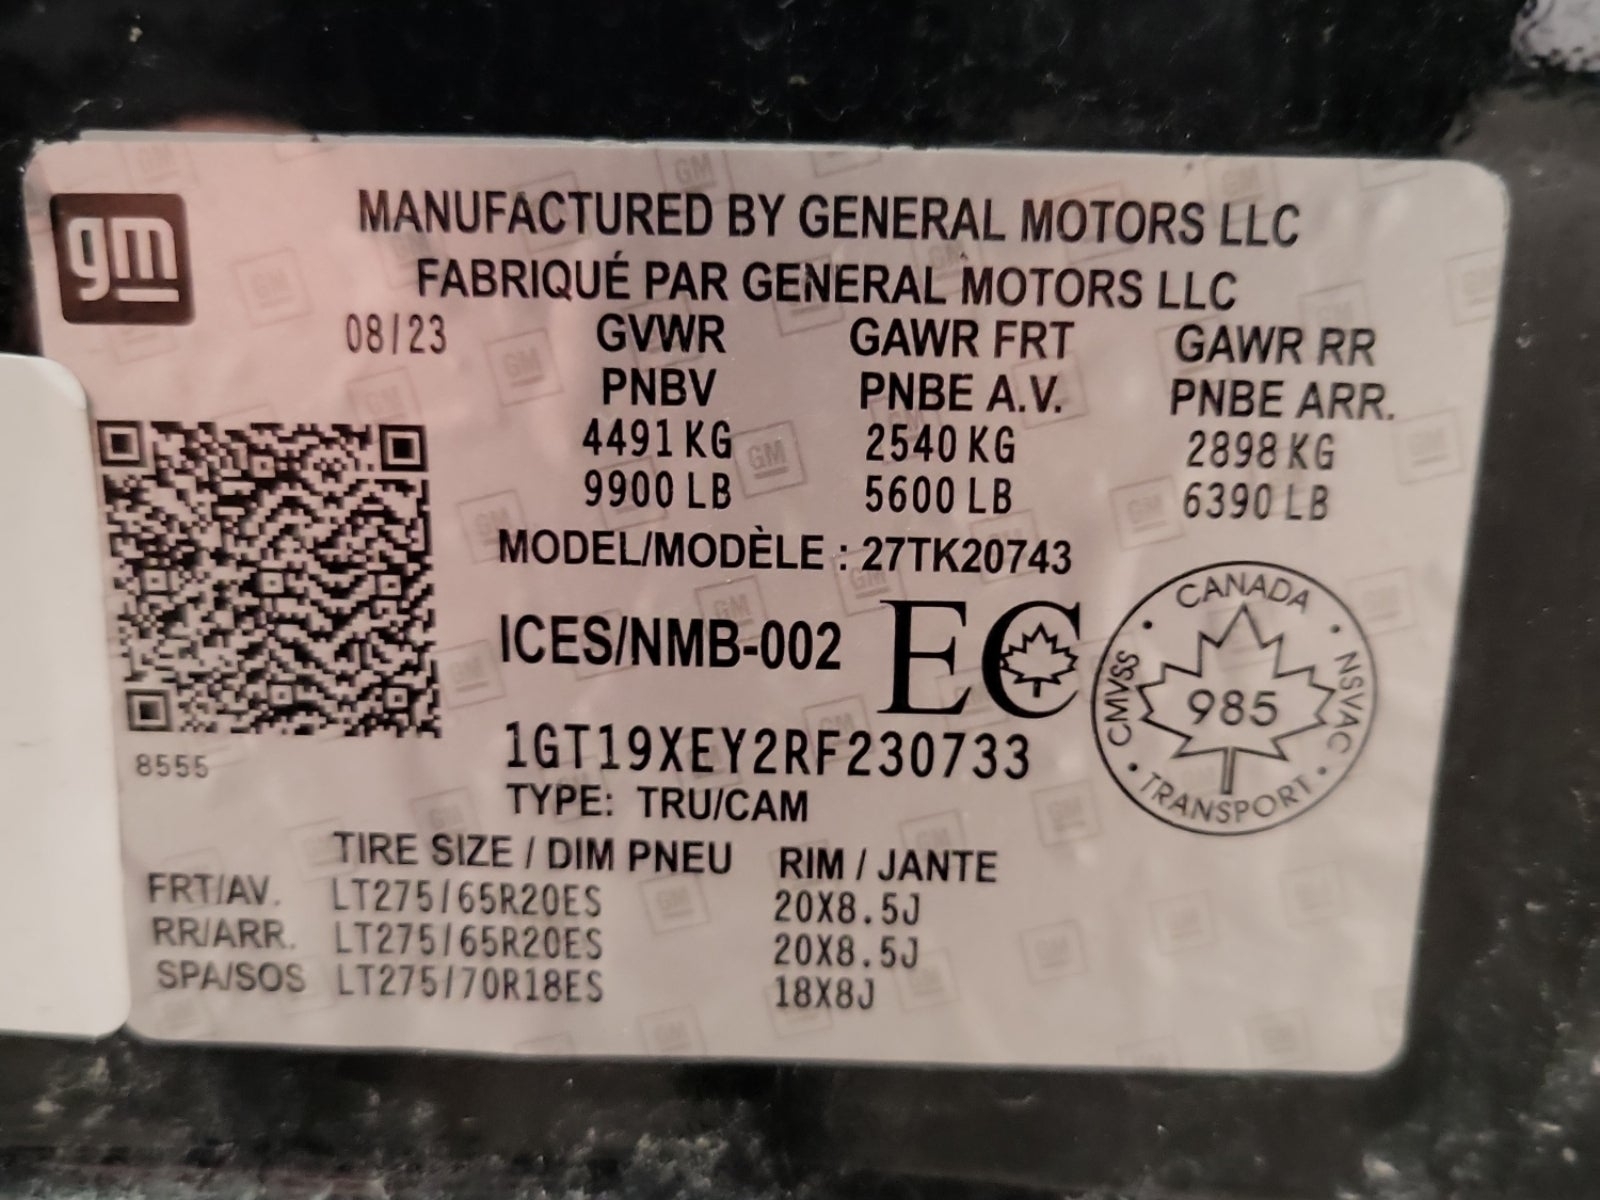 gm
MANUFACTURED BY GENERAL MOTORS LLC
FABRIQUÉ PAR GENERAL MOTORS LLC
08/23 GVWR GAWR FRT GAWR RR
PNBV PNBE A.V. PNBE ARR.
4491 KG 2540 KG 2898 KG
9900 LB 5600 LB 6390 LB
MODEL/MODÈLE : 27TK20743
ICES/NMB-002 EC
CANADA
CMVSS 985 NSVAC
TRANSPORT
1GT19XEY2RF230733
8555
TYPE: TRU/CAM
TIRE SIZE / DIM PNEU RIM / JANTE
FRT/AV. LT275/65R20ES 20X8.5J
RR/ARR. LT275/65R20ES 20X8.5J
SPA/SOS LT275/70R18ES 18X8J